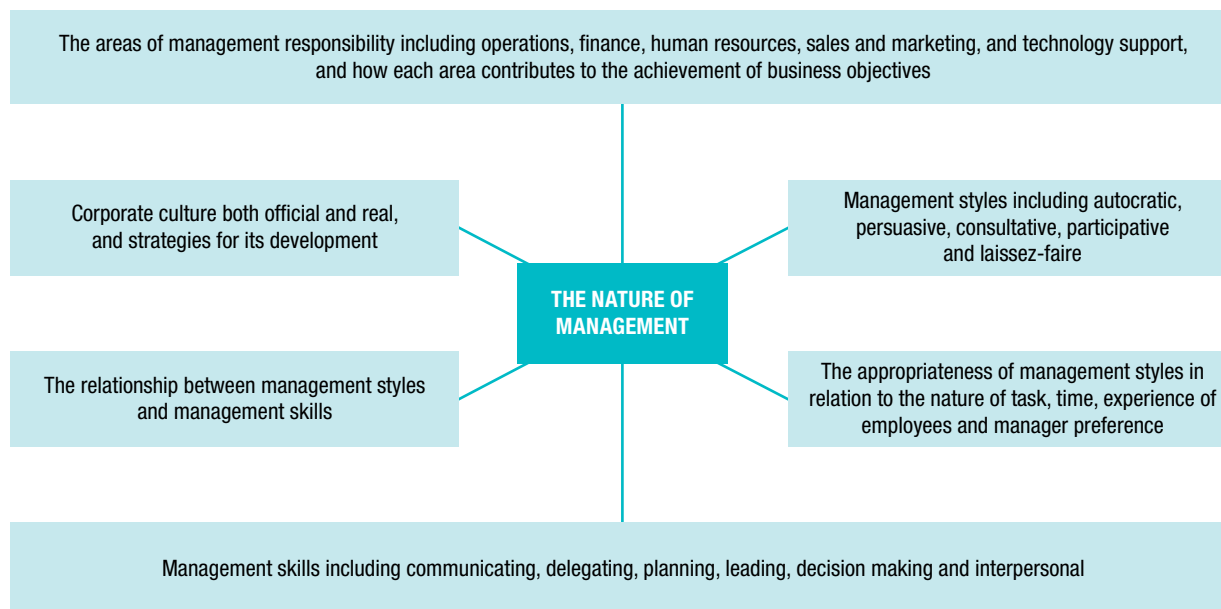 The areas of management responsibility including operations, finance, human resources, sales and marketing, and technology support,
and how each area contributes to the achievement of business objectives
Corporate culture both official and real,
and strategies for its development
Management styles including autocratic,
persuasive, consultative, participative
and laissez-faire
THE NATURE OF
MANAGEMENT
The relationship between management styles
and management skills
The appropriateness of management styles in
relation to the nature of task, time, experience of
employees and manager preference
Management skills including communicating, delegating, planning, leading, decision making and interpersonal